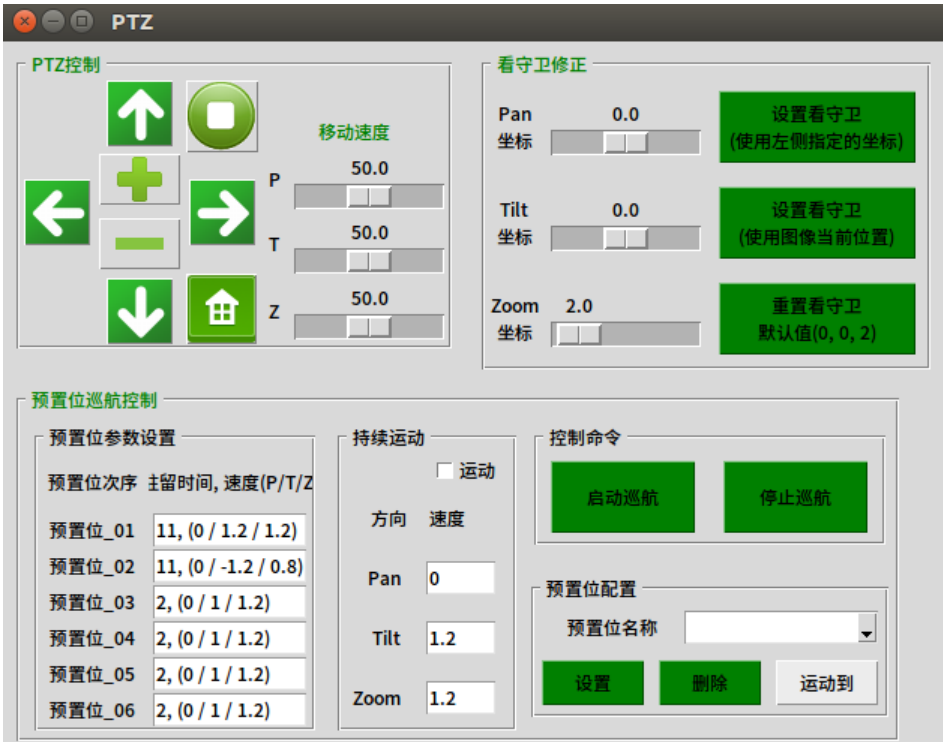 PTZ
PTZ控制
移动速度
P
50.0
T
50.0
Z
50.0
看守卫修正
Pan
坐标
0.0
设置看守卫
(使用左侧指定的坐标)
Tilt
坐标
0.0
设置看守卫
(使用图像当前位置)
Zoom
坐标
2.0
重置看守卫
默认值(0, 0, 2)
预置位巡航控制
预置位参数设置
预置位次序 主留时间, 速度(P/T/Z
预置位_01 11, (0 / 1.2 / 1.2)
预置位_02 11, (0 / -1.2 / 0.8)
预置位_03 2, (0 / 1 / 1.2)
预置位_04 2, (0 / 1 / 1.2)
预置位_05 2, (0 / 1 / 1.2)
预置位_06 2, (0 / 1 / 1.2)
持续运动
运动
方向 速度
Pan 0
Tilt 1.2
Zoom 1.2
控制命令
启动巡航 停止巡航
预置位配置
预置位名称
设置 删除 运动到